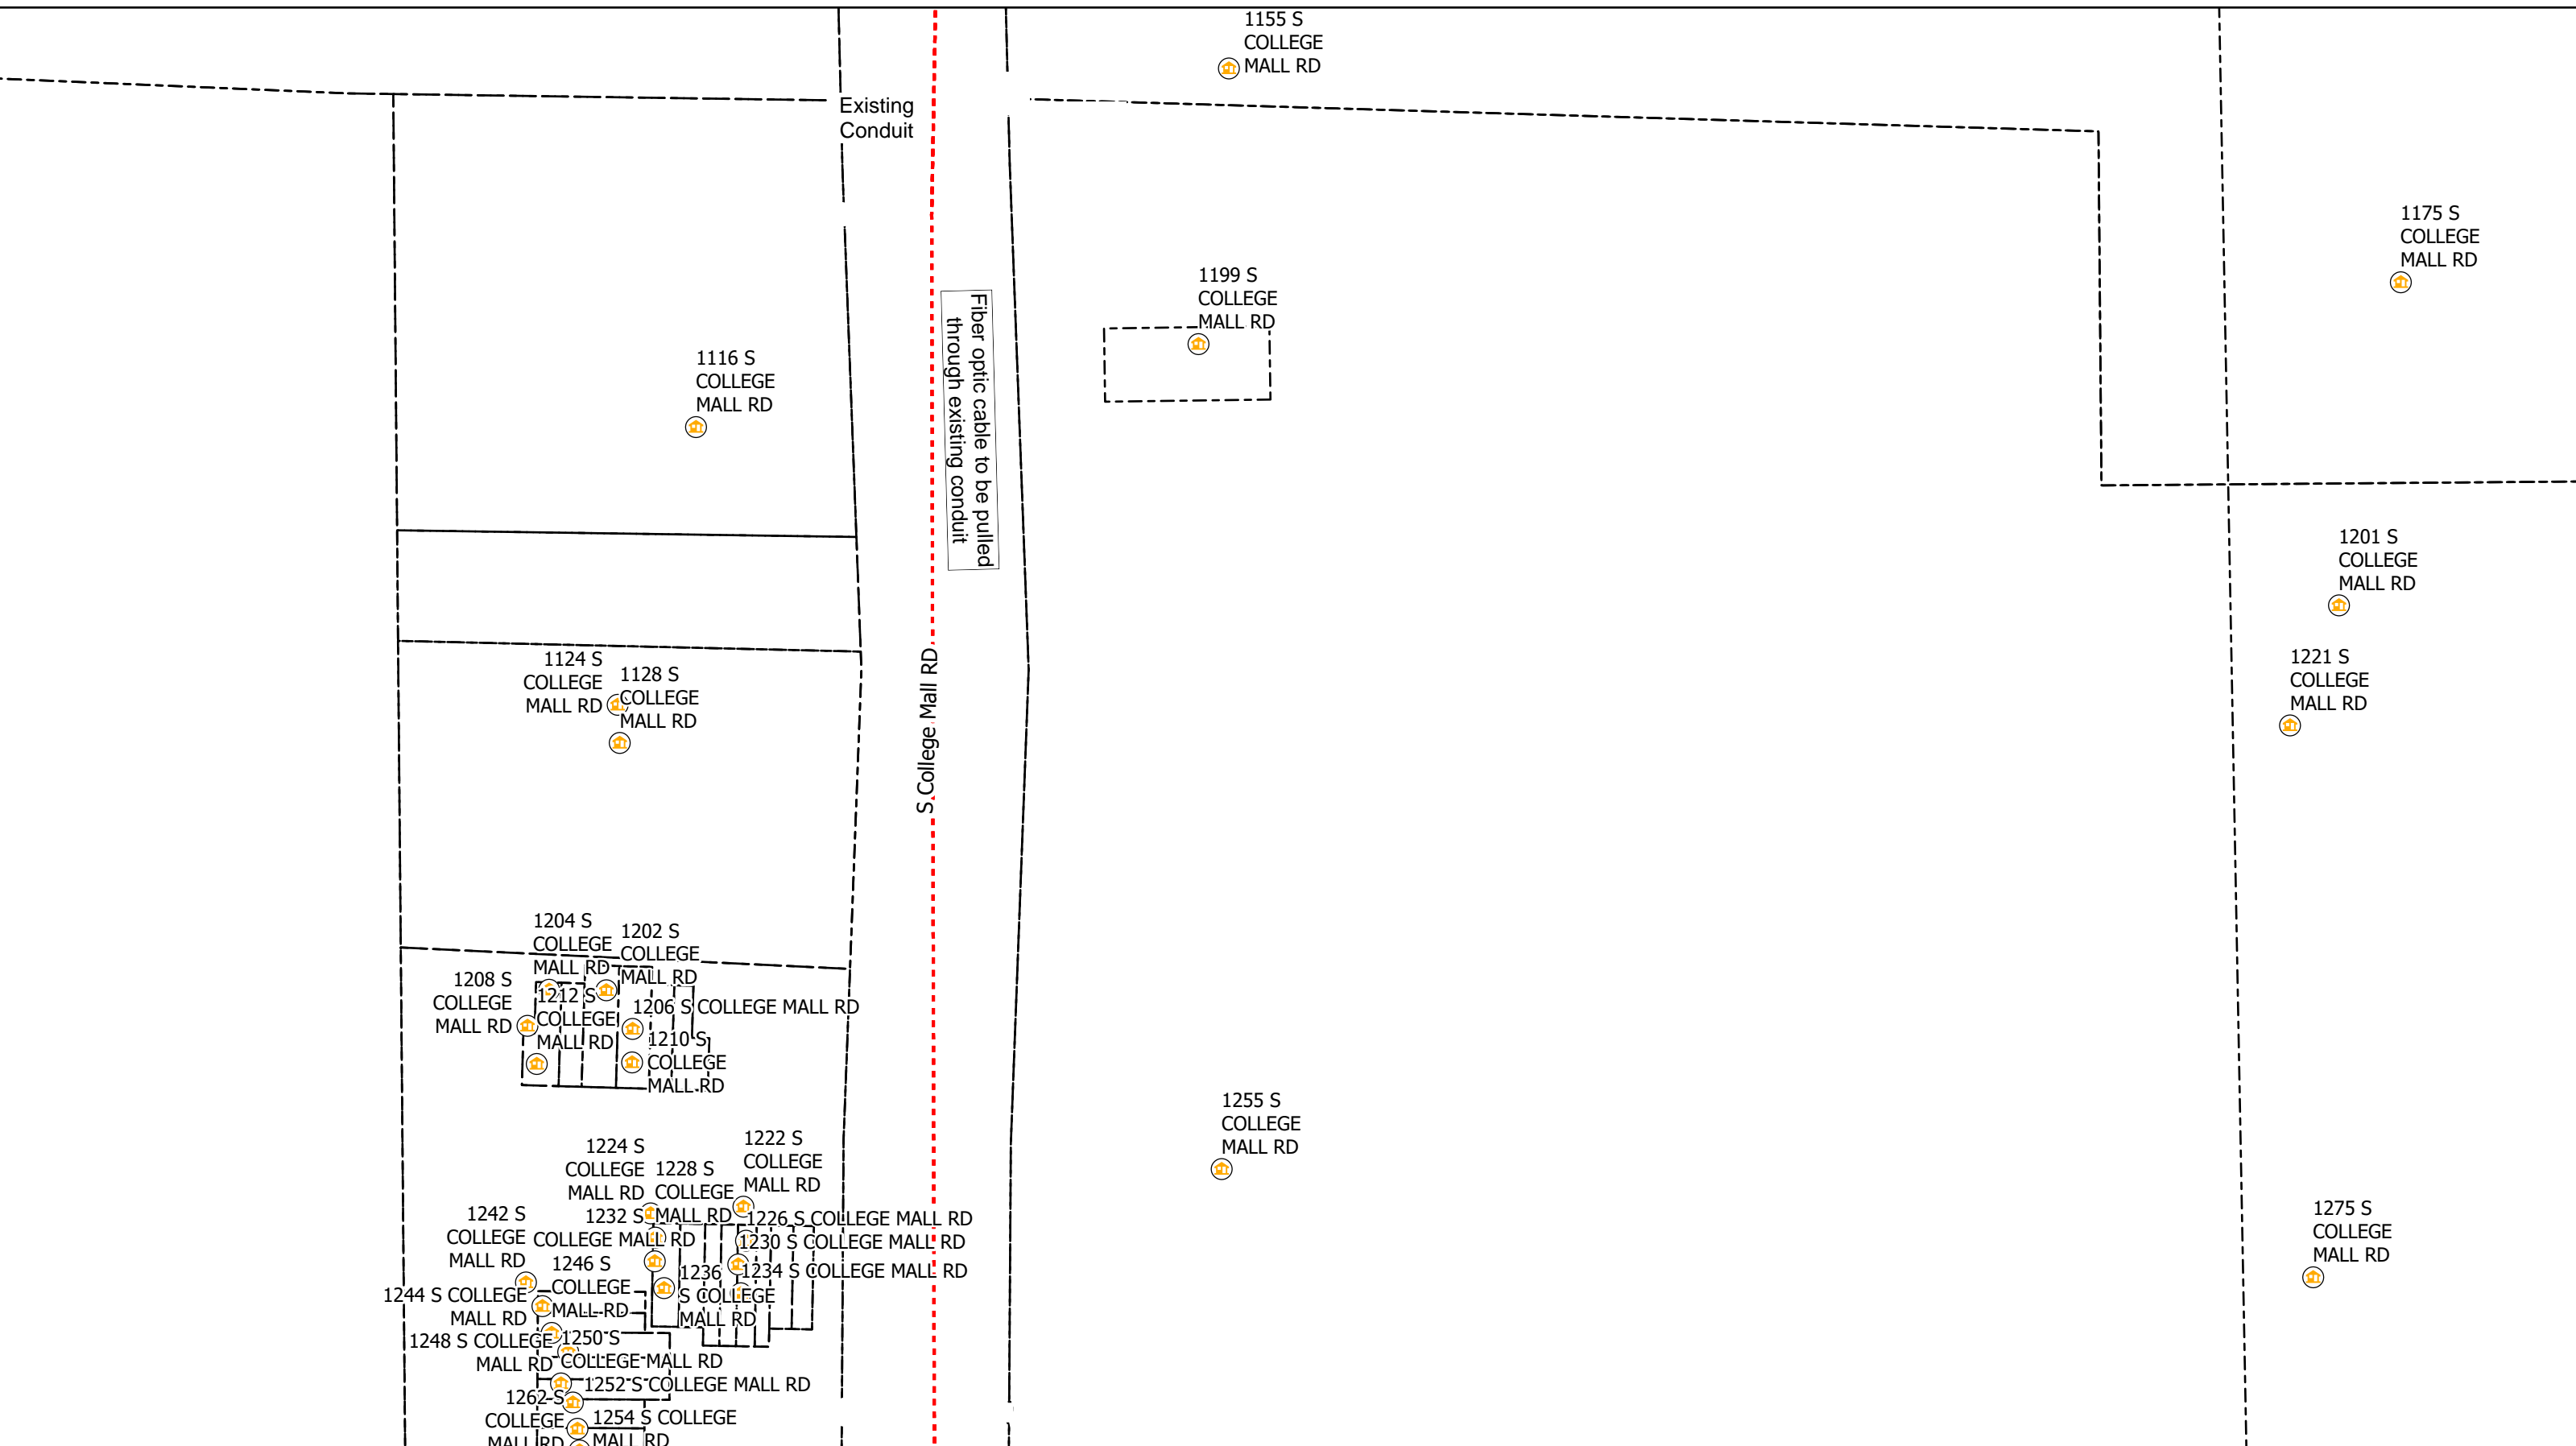 1155 S
COLLEGE
MALL RD
Existing
Conduit
1175 S
COLLEGE
MALL RD
1199 S
COLLEGE
MALL RD
Fiber optic cable to be pulled
through existing conduit
1116 S
COLLEGE
MALL RD
1201 S
COLLEGE
MALL RD
1124 S
COLLEGE
MALL RD
1128 S
COLLEGE
MALL RD
S College Mall RD
1221 S
COLLEGE
MALL RD
1204 S
COLLEGE
MALL RD
1202 S
COLLEGE
MALL RD
1208 S
COLLEGE
MALL RD
1212 S
COLLEGE
MALL RD
1206 S COLLEGE MALL RD
1210 S
COLLEGE
MALL RD
1255 S
COLLEGE
MALL RD
1224 S
COLLEGE
MALL RD
1228 S
COLLEGE
MALL RD
1222 S
COLLEGE
MALL RD
1242 S
COLLEGE
MALL RD
1232 S
COLLEGE MALL RD
1226 S COLLEGE MALL RD
1230 S COLLEGE MALL RD
1234 S COLLEGE MALL RD
1236
S COLLEGE
MALL RD
1246 S
COLLEGE
MALL RD
1244 S COLLEGE
MALL RD
1275 S
COLLEGE
MALL RD
1248 S COLLEGE
MALL RD
1250 S
COLLEGE MALL RD
1252 S COLLEGE MALL RD
1262 S
COLLEGE
MALL RD
1254 S COLLEGE
MALL RD